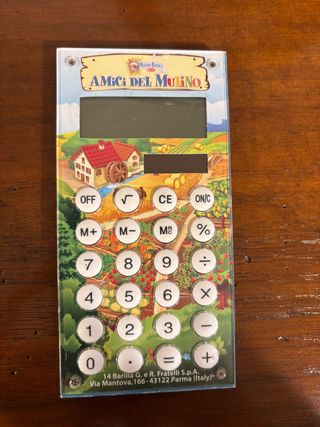 Mulino Bianco
AMiCi DEL MULiNO
OFF √ CE ON/C
M+ M− M≌ %
7 8 9 ÷
4 5 6 ×
1 2 3 −
0 . = +
14 Barilla G. e R. Fratelli S.p.A.
Via Mantova,166 - 43122 Parma (Italy)